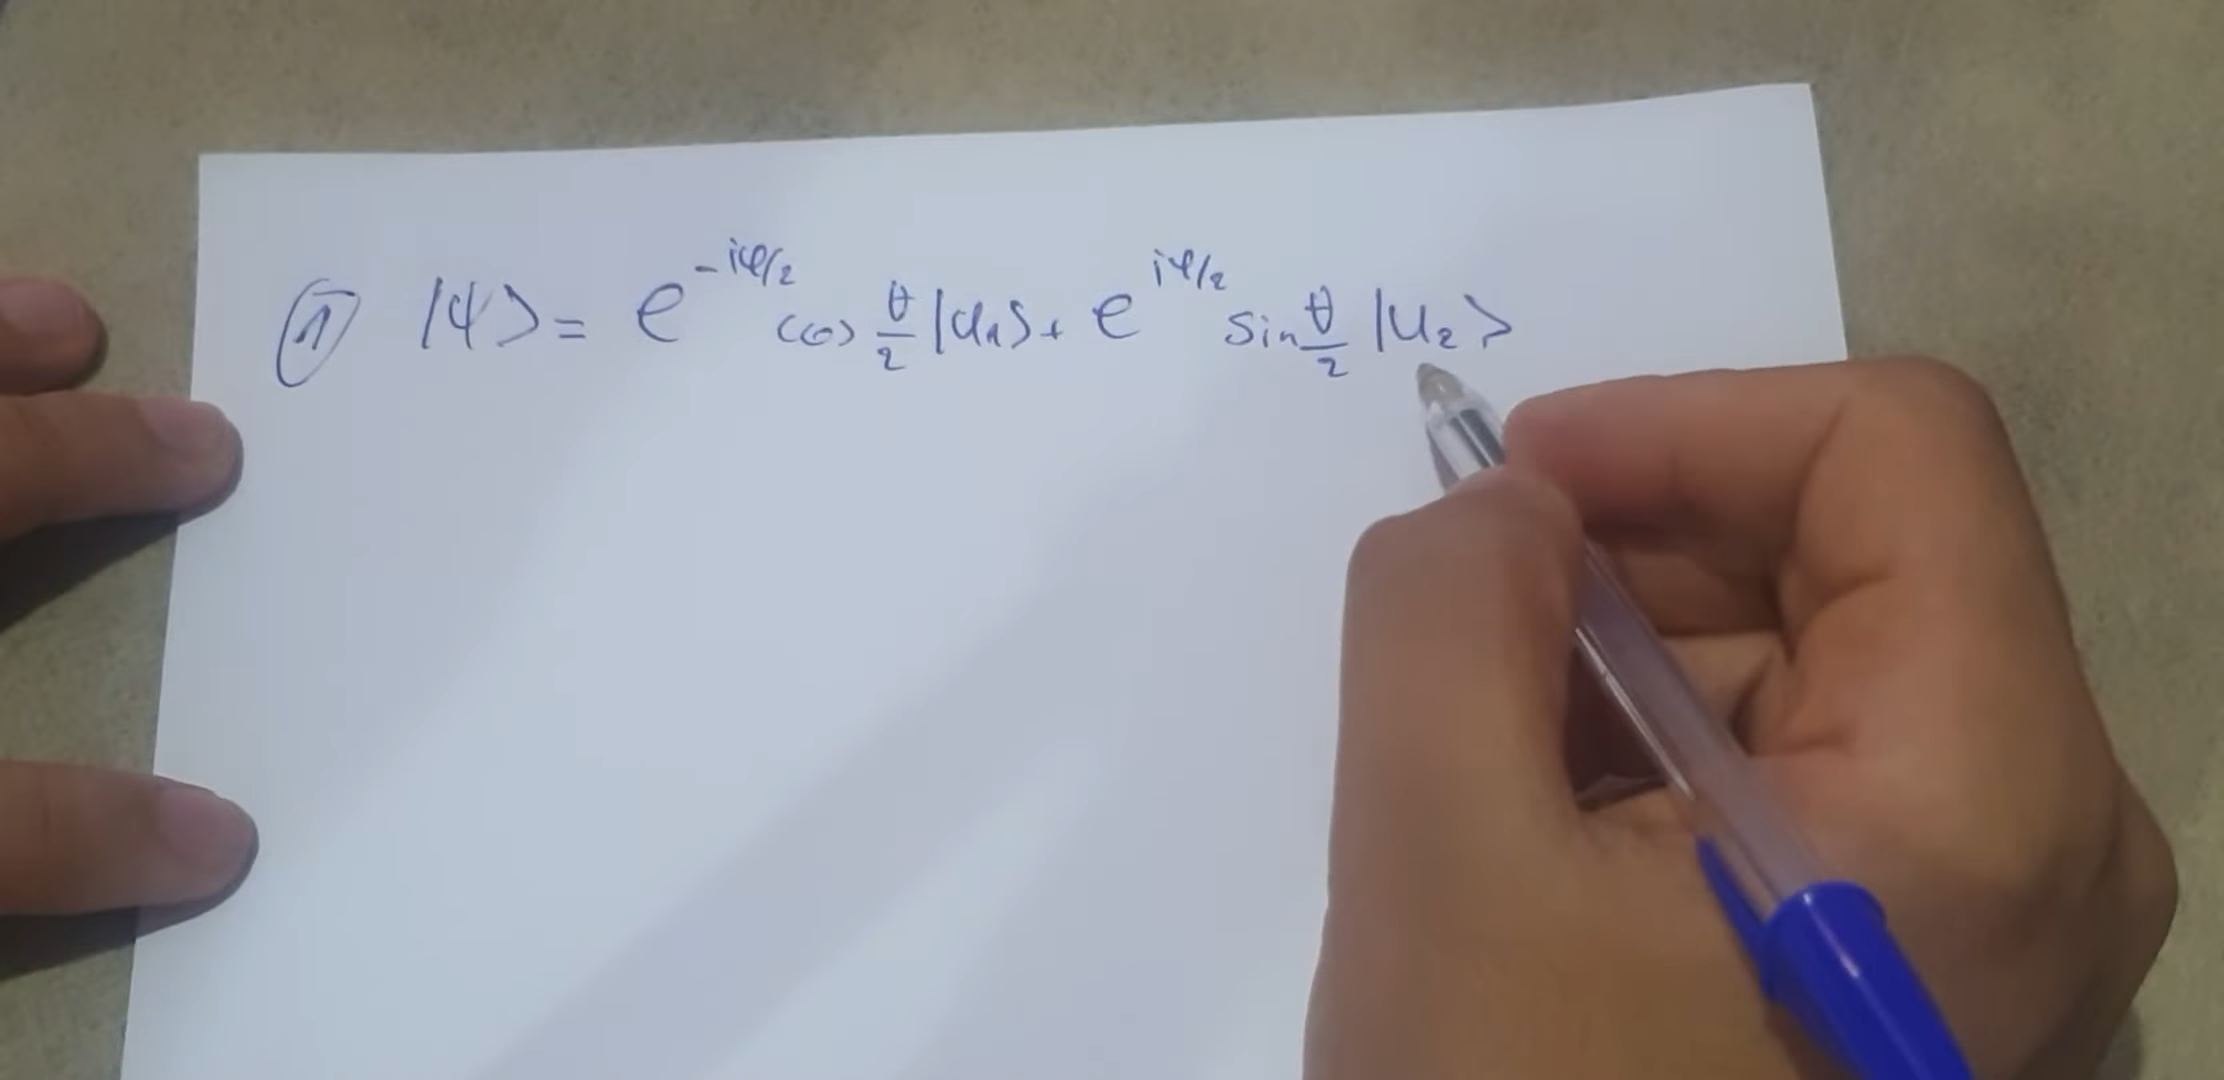 ① |ψ> = e^{-iφ/2} cos θ/2 |u₁> + e^{iφ/2} sin θ/2 |u₂>